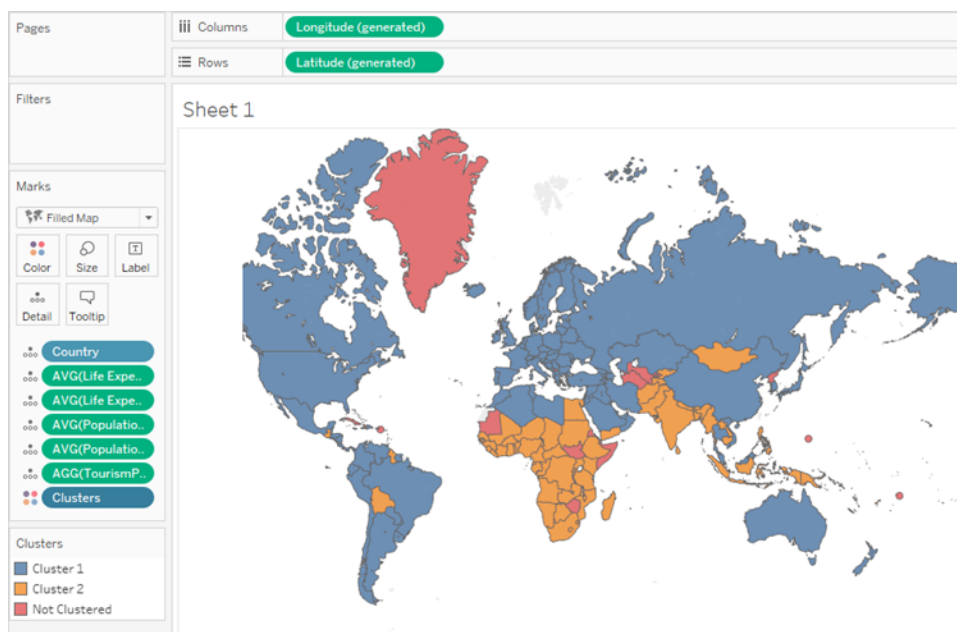 Pages
Columns
Longitude (generated)
Rows
Latitude (generated)
Filters
Sheet 1
Marks
Filled Map
Color
Size
Label
Detail
Tooltip
Country
AVG(Life Expe..
AVG(Life Expe..
AVG(Populatio..
AVG(Populatio..
AGG(TourismP..
Clusters
Clusters
Cluster 1
Cluster 2
Not Clustered